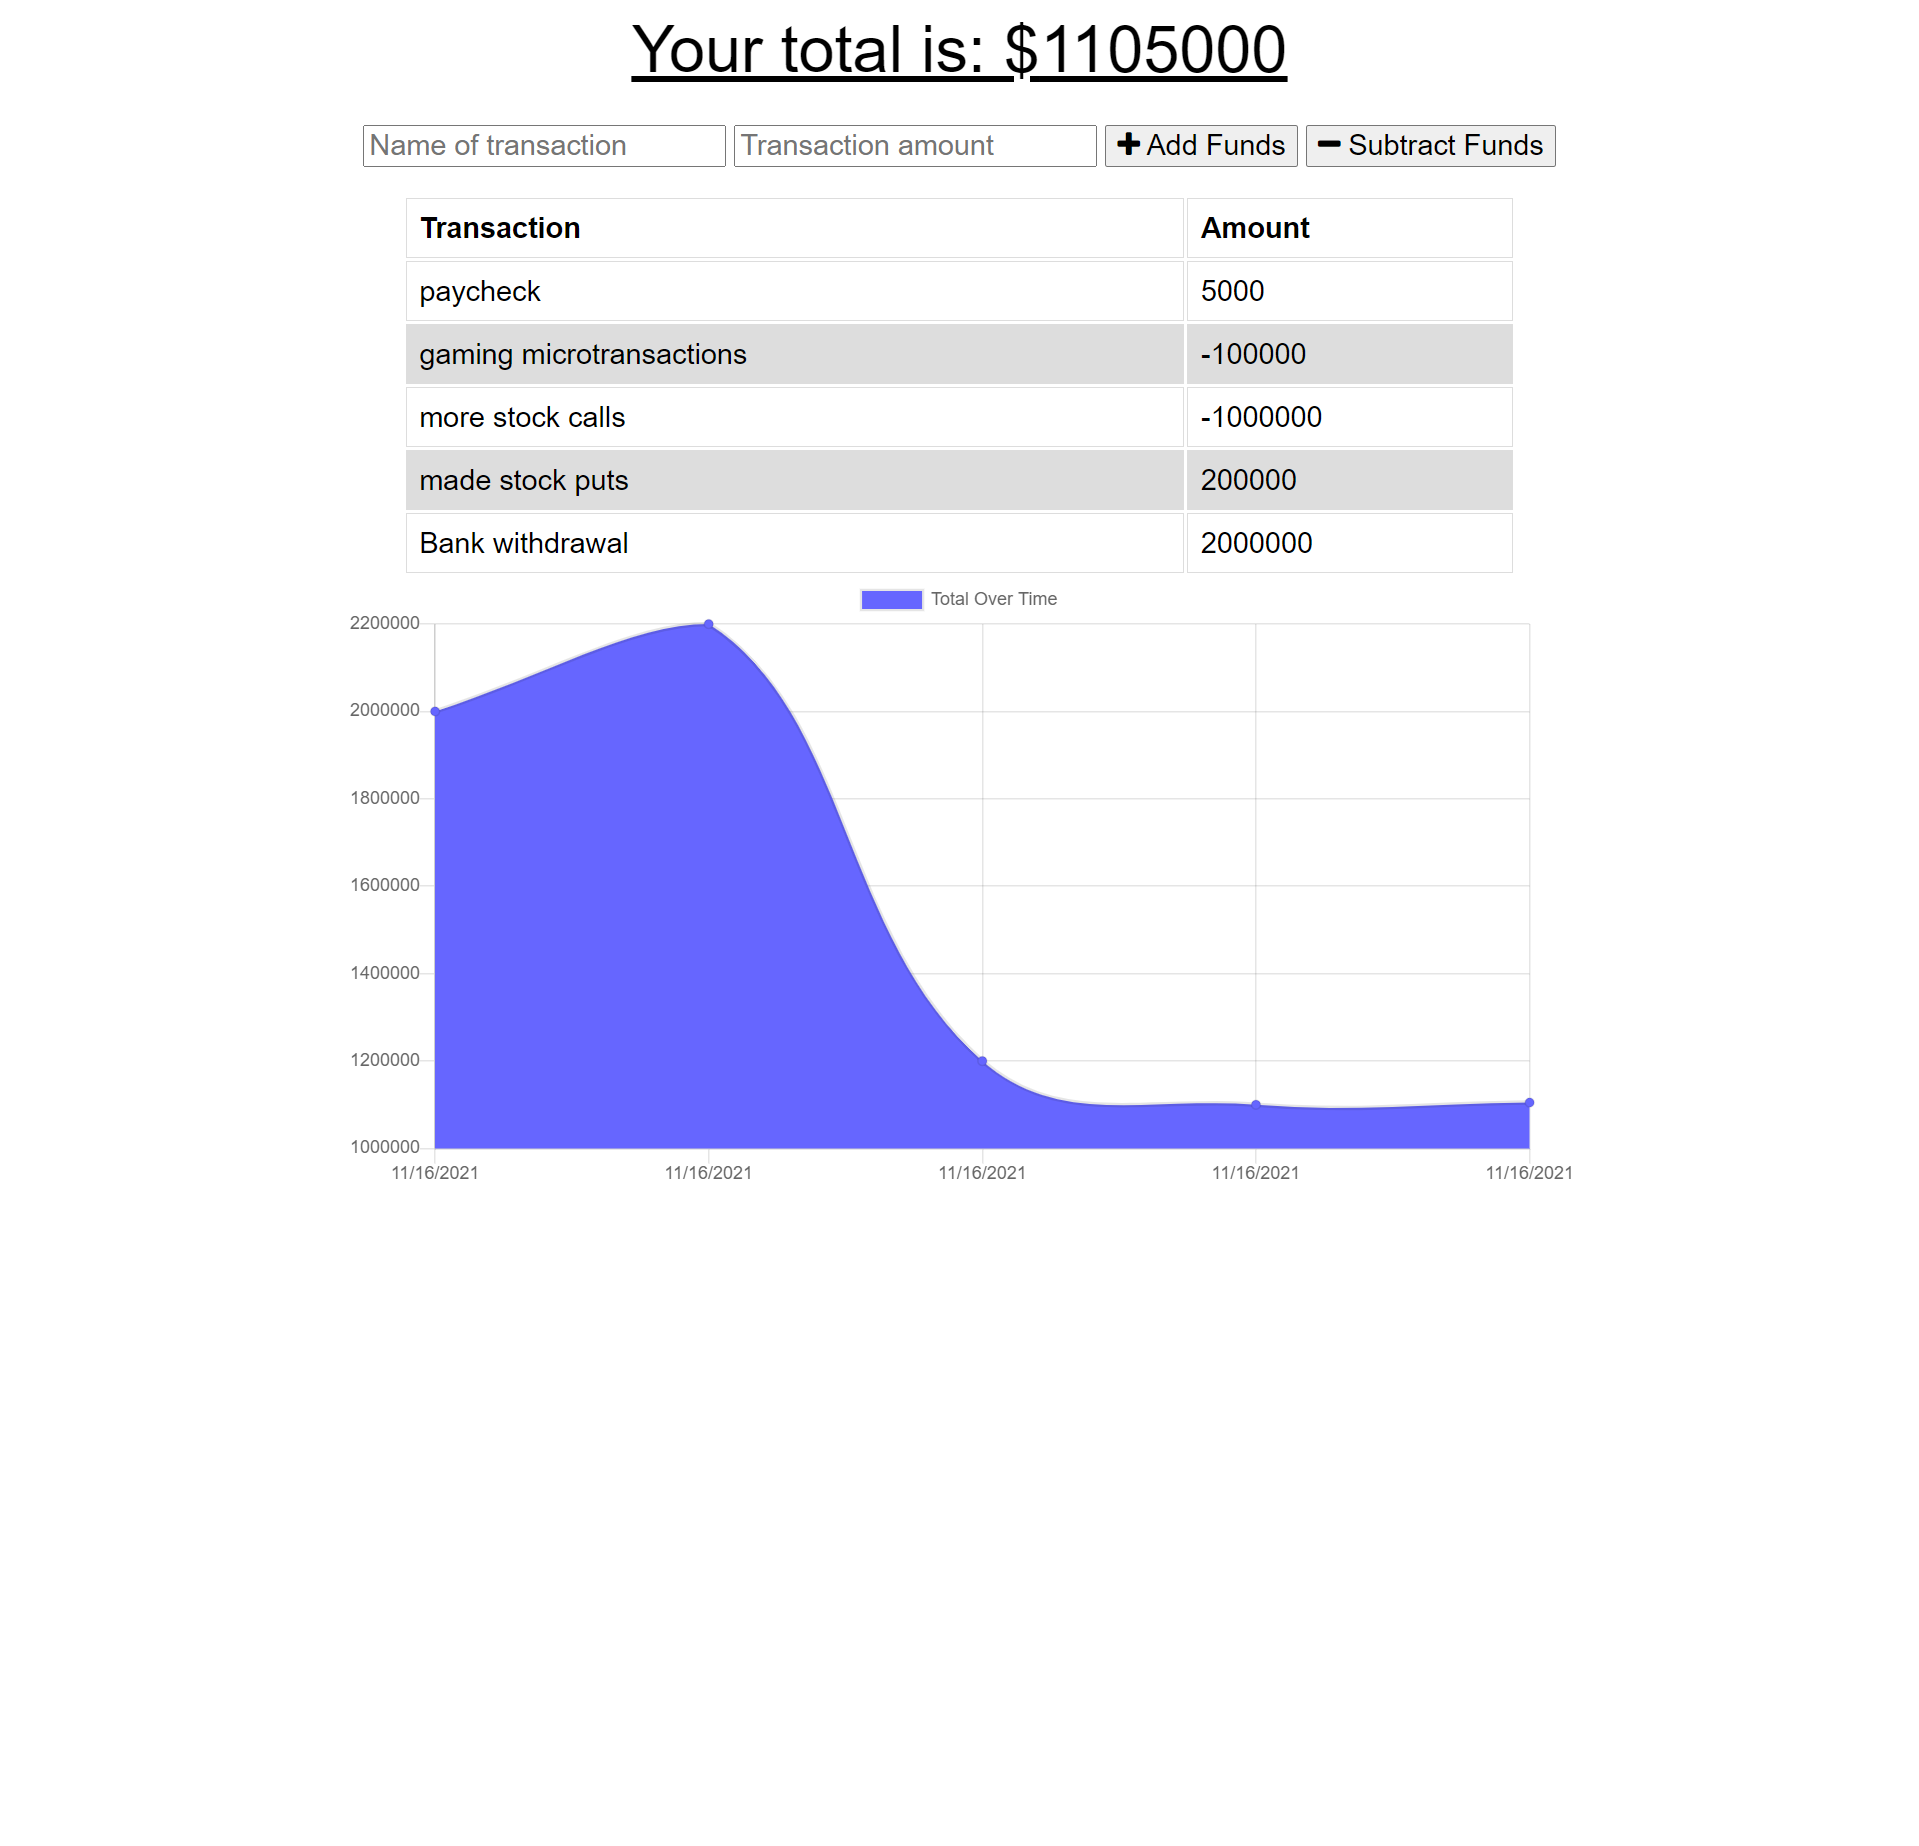 Your total is: $1105000
Name of transaction Transaction amount Add Funds Subtract Funds
Transaction Amount
paycheck 5000
gaming microtransactions -100000
more stock calls -1000000
made stock puts 200000
Bank withdrawal 2000000
Total Over Time
2200000
2000000
1800000
1600000
1400000
1200000
1000000
11/16/2021 11/16/2021 11/16/2021 11/16/2021 11/16/2021